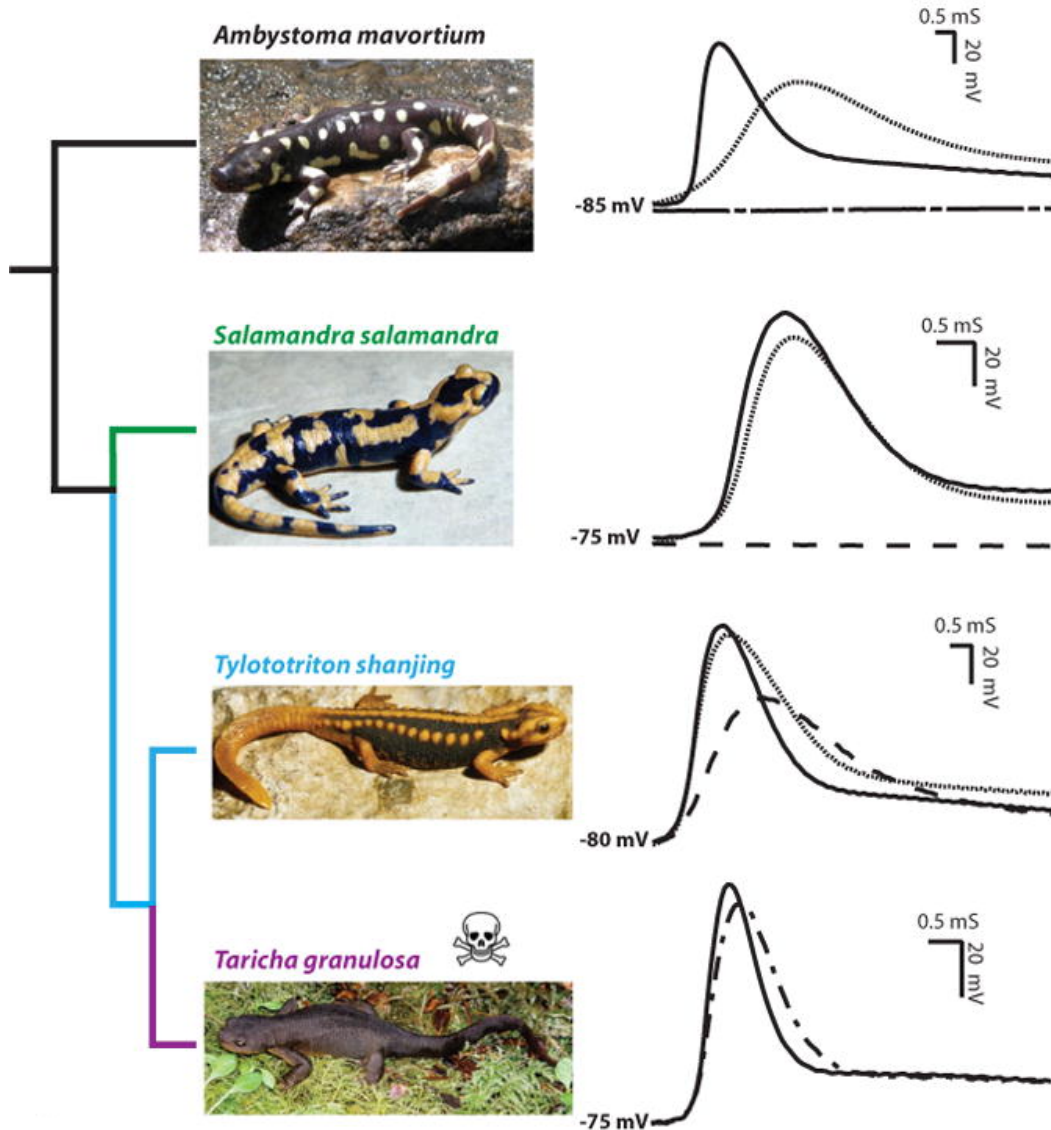 Ambystoma mavortium
0.5 mS
20 mV
-85 mV
Salamandra salamandra
0.5 mS
20 mV
-75 mV
Tylototriton shanjing
0.5 mS
20 mV
-80 mV
Taricha granulosa
0.5 mS
20 mV
-75 mV